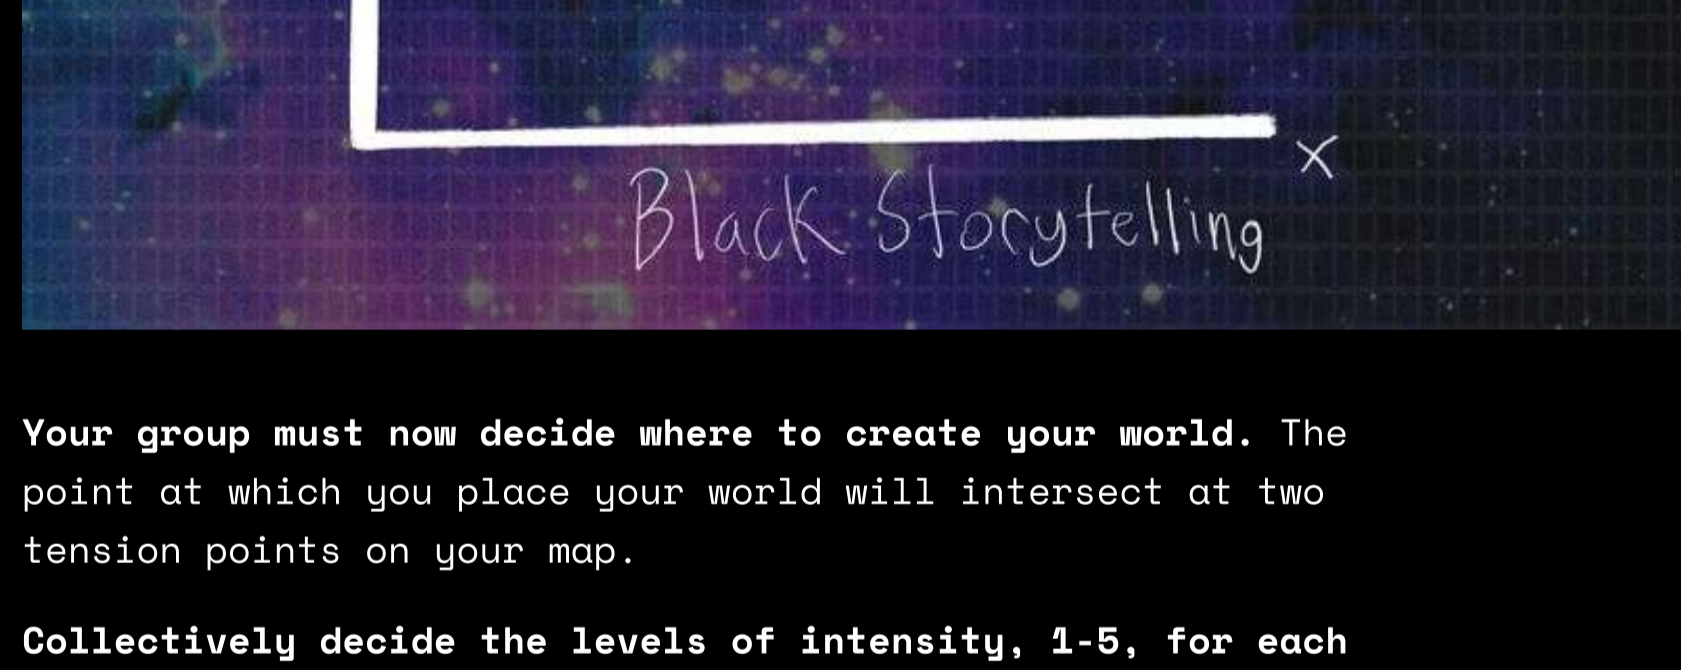 x
Black Storytelling
Your group must now decide where to create your world. The
point at which you place your world will intersect at two
tension points on your map.
Collectively decide the levels of intensity, 1-5, for each